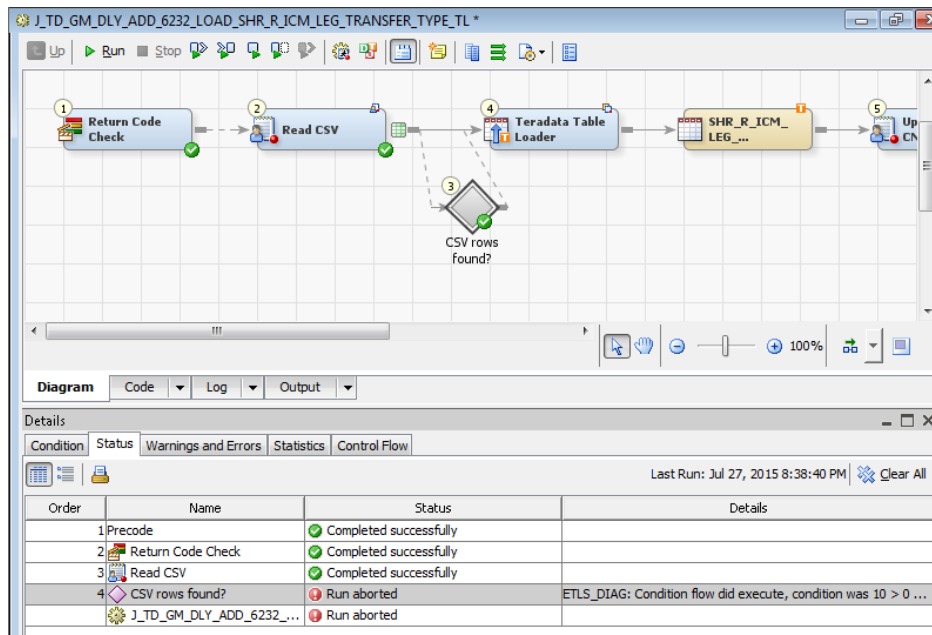 J_TD_GM_DLY_ADD_6232_LOAD_SHR_R_ICM_LEG_TRANSFER_TYPE_TL *
Up Run Stop
1 2 4 5
Return Code
Check
Read CSV
Teradata Table
Loader
SHR_R_ICM_
LEG_...
Up
CN
3
CSV rows
found?
100%
Diagram Code Log Output
Details
Condition Status Warnings and Errors Statistics Control Flow
Last Run: Jul 27, 2015 8:38:40 PM Clear All
Order Name Status Details
1 Precode Completed successfully
2 Return Code Check Completed successfully
3 Read CSV Completed successfully
4 CSV rows found? Run aborted ETLS_DIAG: Condition flow did execute, condition was 10 > 0 ...
J_TD_GM_DLY_ADD_6232_... Run aborted